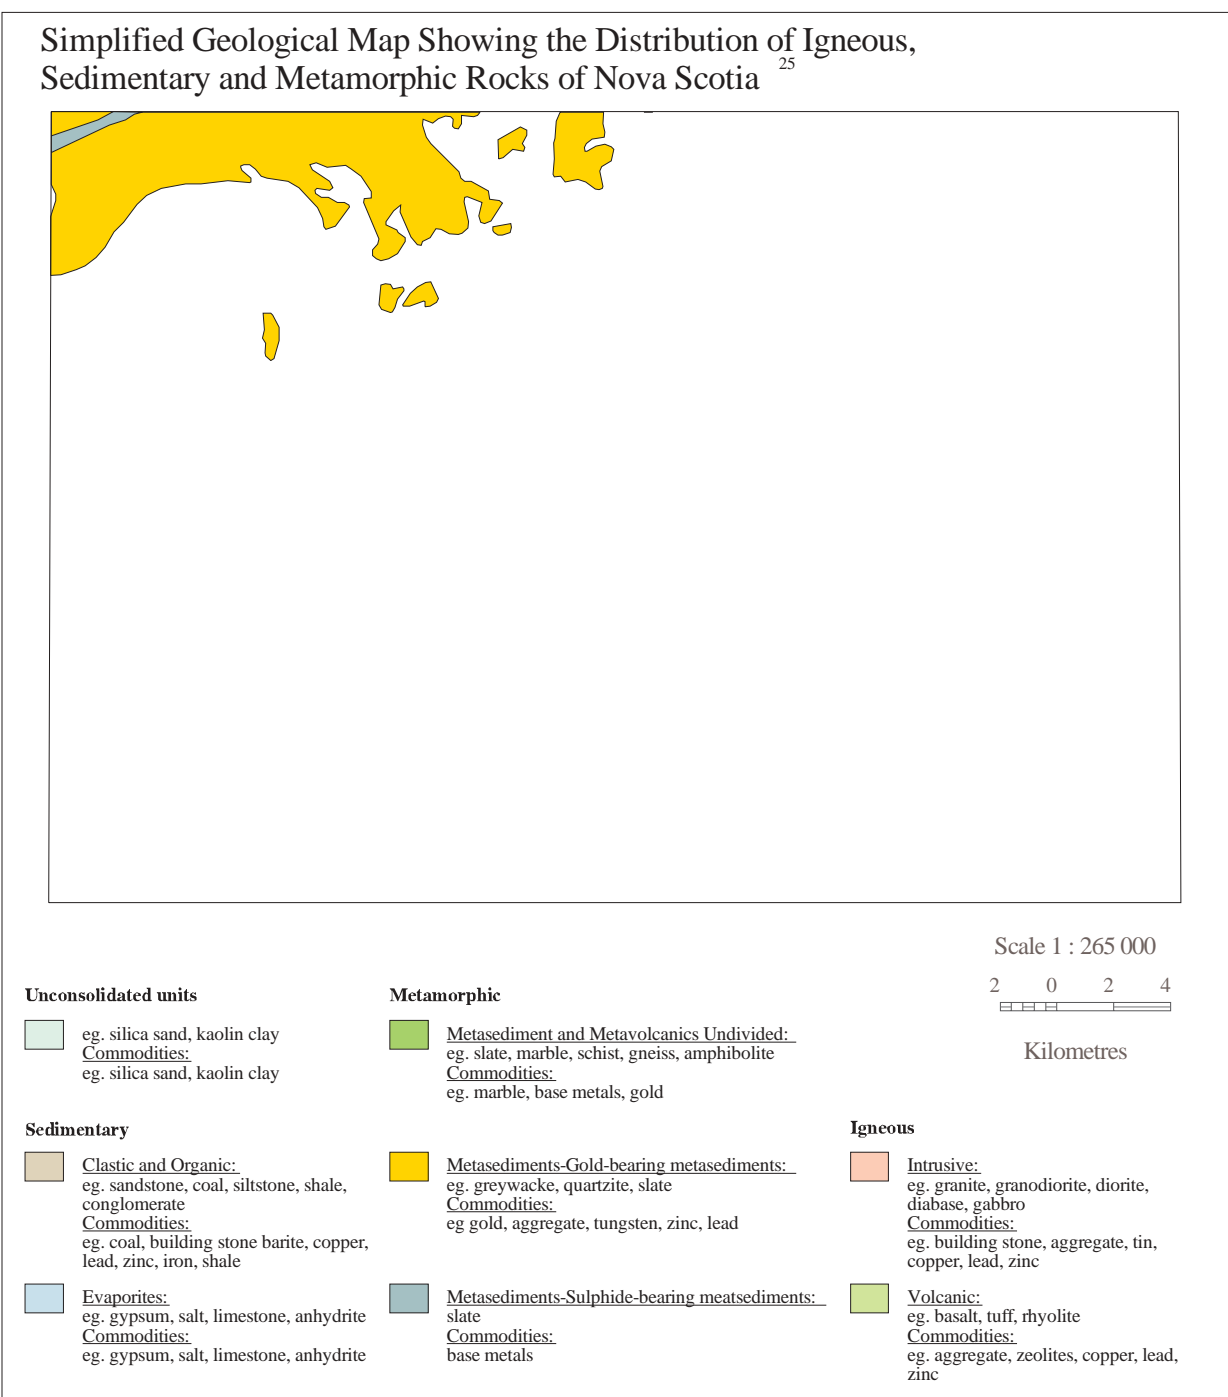 Simplified Geological Map Showing the Distribution of Igneous,
Sedimentary and Metamorphic Rocks of Nova Scotia 25
Scale 1 : 265 000
2 0 2 4
Kilometres
Unconsolidated units
eg. silica sand, kaolin clay
Commodities:
eg. silica sand, kaolin clay
Metamorphic
Metasediment and Metavolcanics Undivided:
eg. slate, marble, schist, gneiss, amphibolite
Commodities:
eg. marble, base metals, gold
Sedimentary
Clastic and Organic:
eg. sandstone, coal, siltstone, shale,
conglomerate
Commodities:
eg. coal, building stone barite, copper,
lead, zinc, iron, shale
Evaporites:
eg. gypsum, salt, limestone, anhydrite
Commodities:
eg. gypsum, salt, limestone, anhydrite
Metasediments-Gold-bearing metasediments:
eg. greywacke, quartzite, slate
Commodities:
eg gold, aggregate, tungsten, zinc, lead
Metasediments-Sulphide-bearing meatsediments:
slate
Commodities:
base metals
Igneous
Intrusive:
eg. granite, granodiorite, diorite,
diabase, gabbro
Commodities:
eg. building stone, aggregate, tin,
copper, lead, zinc
Volcanic:
eg. basalt, tuff, rhyolite
Commodities:
eg. aggregate, zeolites, copper, lead,
zinc